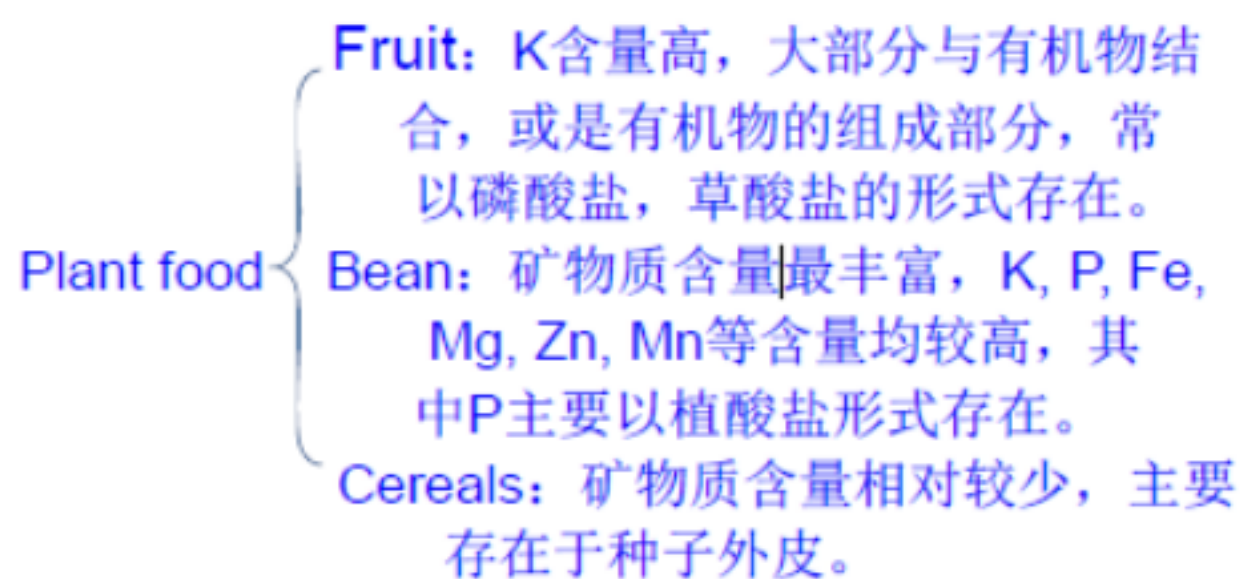 Fruit：K含量高，大部分与有机物结
合，或是有机物的组成部分，常
以磷酸盐，草酸盐的形式存在。
Plant food
Bean：矿物质含量最丰富，K, P, Fe,
Mg, Zn, Mn等含量均较高，其
中P主要以植酸盐形式存在。
Cereals：矿物质含量相对较少，主要
存在于种子外皮。